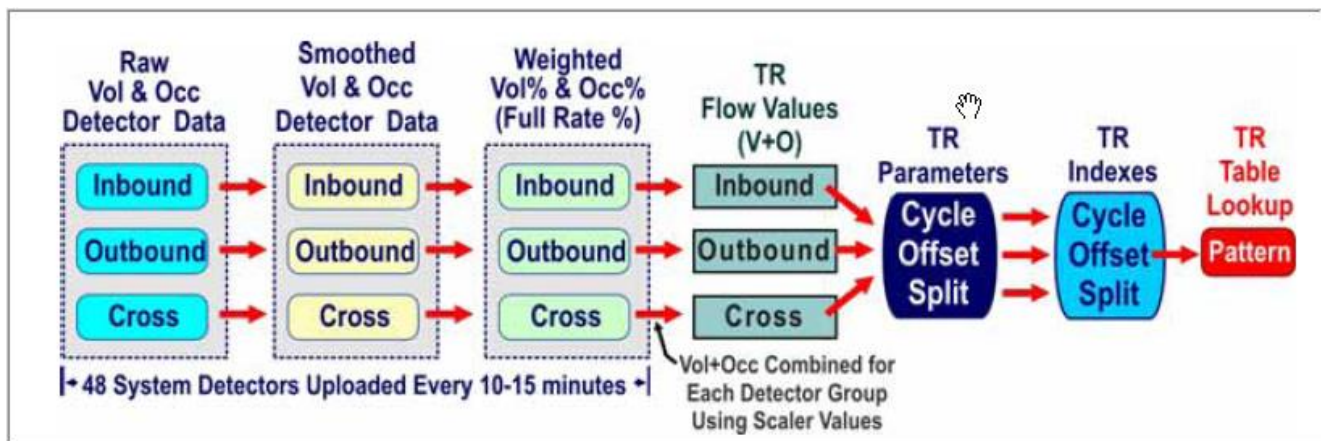 Raw
Vol & Occ
Detector Data
Inbound
Outbound
Cross
Smoothed
Vol & Occ
Detector Data
Inbound
Outbound
Cross
Weighted
Vol% & Occ%
(Full Rate %)
Inbound
Outbound
Cross
48 System Detectors Uploaded Every 10-15 minutes
TR
Flow Values
(V+O)
Inbound
Outbound
Cross
Vol+Occ Combined for
Each Detector Group
Using Scaler Values
TR
Parameters
Cycle
Offset
Split
TR
Indexes
Cycle
Offset
Split
TR
Table
Lookup
Pattern